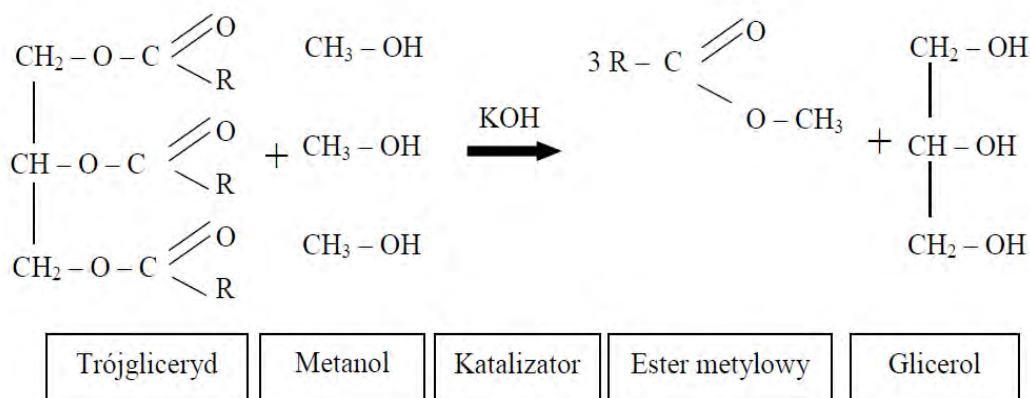 CH₂ – O – C O R
CH – O – C O R
CH₂ – O – C O R
+
CH₃ – OH
CH₃ – OH
CH₃ – OH
KOH
3 R – C O
O – CH₃
+
CH₂ – OH
CH – OH
CH₂ – OH
Trójgliceryd
Metanol
Katalizator
Ester metylowy
Glicerol